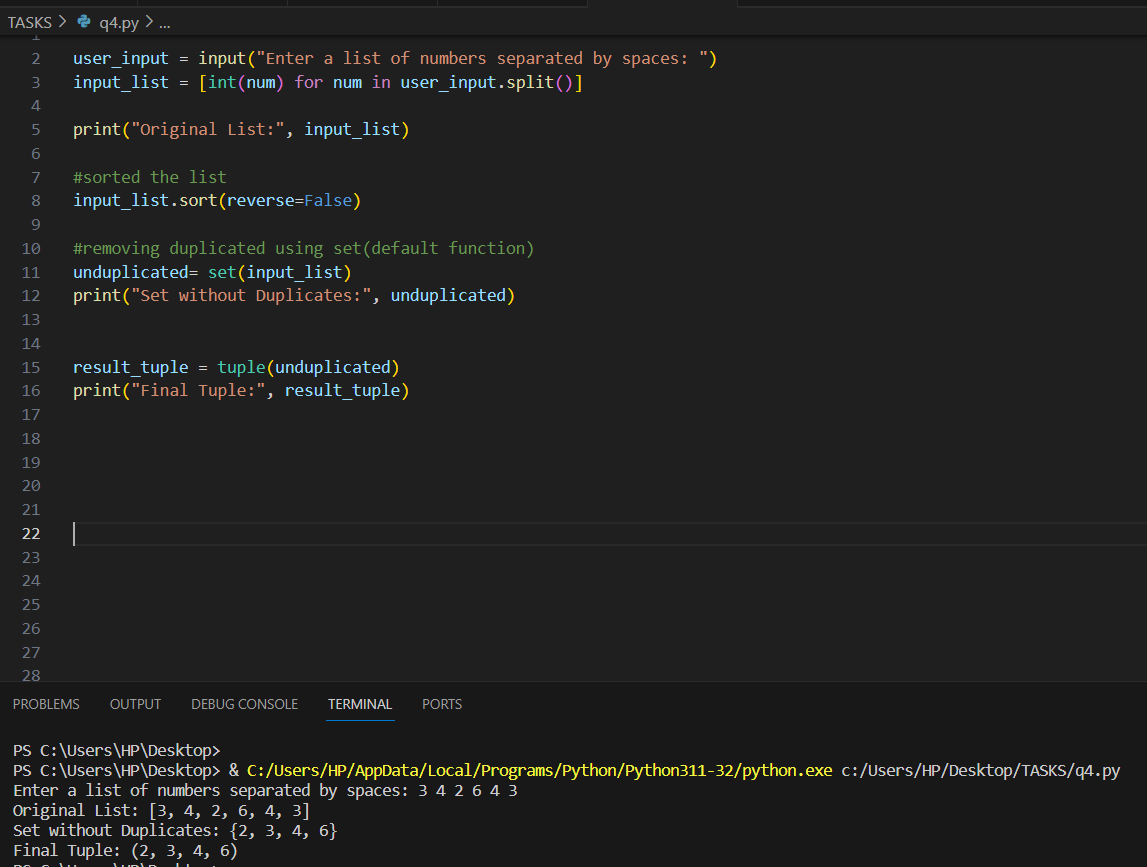 TASKS > q4.py > ...
1
2 user_input = input("Enter a list of numbers separated by spaces: ")
3 input_list = [int(num) for num in user_input.split()]
4
5 print("Original List:", input_list)
6
7 #sorted the list
8 input_list.sort(reverse=False)
9
10 #removing duplicated using set(default function)
11 unduplicated= set(input_list)
12 print("Set without Duplicates:", unduplicated)
13
14
15 result_tuple = tuple(unduplicated)
16 print("Final Tuple:", result_tuple)
17
18
19
20
21
22
23
24
25
26
27
28
PROBLEMS OUTPUT DEBUG CONSOLE TERMINAL PORTS
PS C:\Users\HP\Desktop>
PS C:\Users\HP\Desktop> & C:/Users/HP/AppData/Local/Programs/Python/Python311-32/python.exe c:/Users/HP/Desktop/TASKS/q4.py
Enter a list of numbers separated by spaces: 3 4 2 6 4 3
Original List: [3, 4, 2, 6, 4, 3]
Set without Duplicates: {2, 3, 4, 6}
Final Tuple: (2, 3, 4, 6)